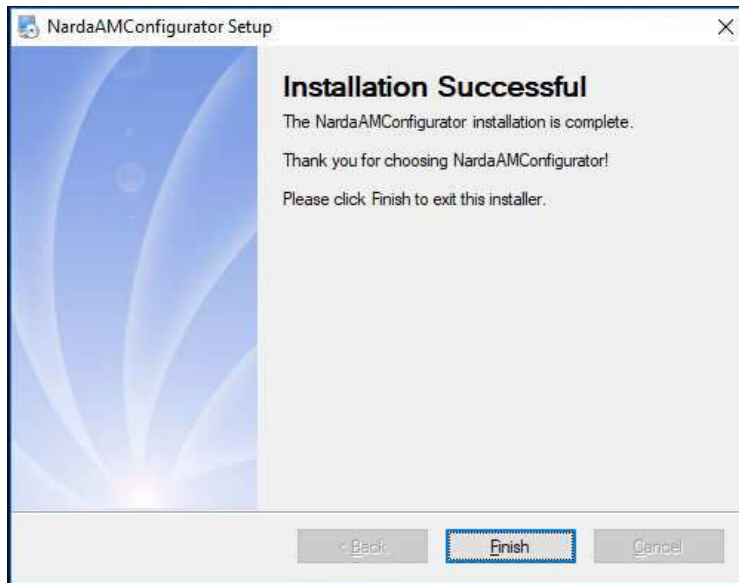 NardaAMConfigurator Setup
Installation Successful
The NardaAMConfigurator installation is complete.
Thank you for choosing NardaAMConfigurator!
Please click Finish to exit this installer.
< Back
Finish
Cancel